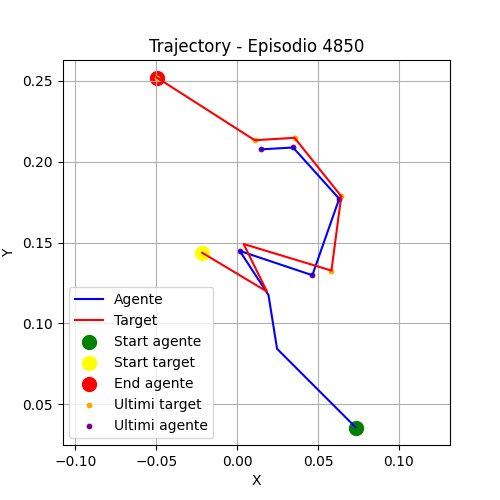 Trajectory - Episodio 4850
Y
0.25
0.20
0.15
0.10
0.05
Agente
Target
Start agente
Start target
End agente
Ultimi target
Ultimi agente
−0.10 −0.05 0.00 0.05 0.10
X